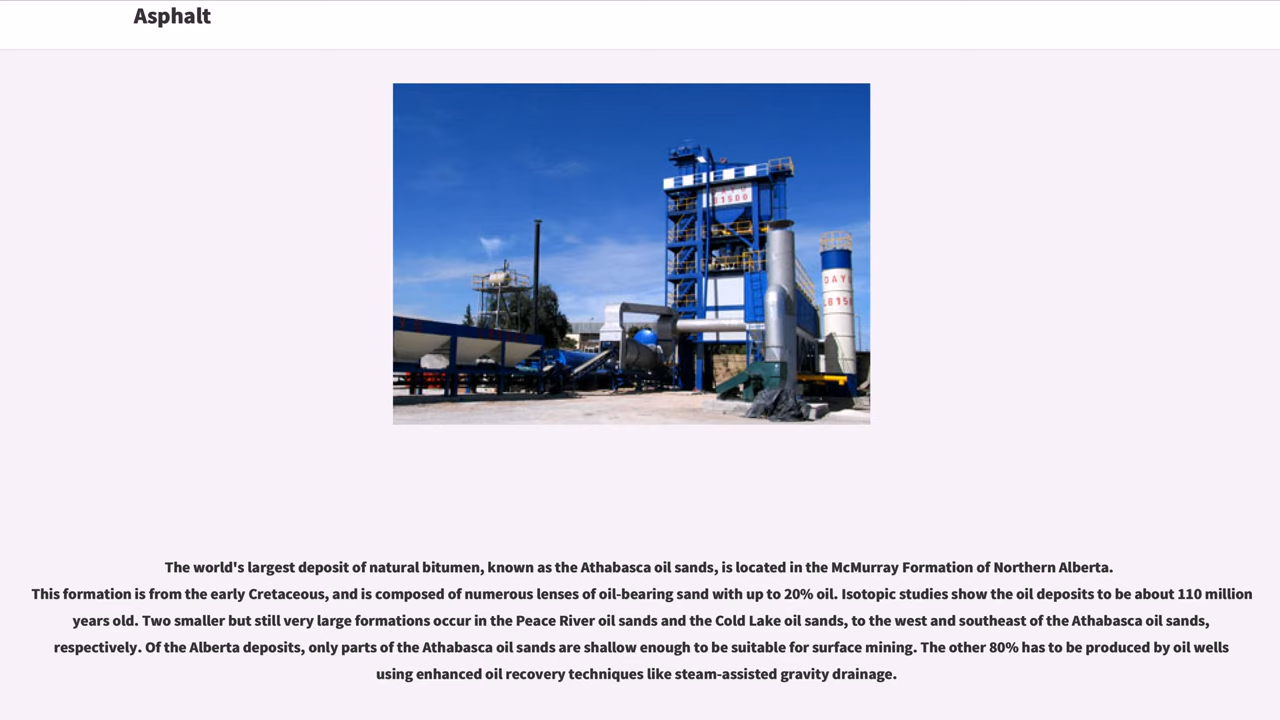 Asphalt
DAYU
B1500
DAYU
LB150
The world's largest deposit of natural bitumen, known as the Athabasca oil sands, is located in the McMurray Formation of Northern Alberta.
This formation is from the early Cretaceous, and is composed of numerous lenses of oil-bearing sand with up to 20% oil. Isotopic studies show the oil deposits to be about 110 million
years old. Two smaller but still very large formations occur in the Peace River oil sands and the Cold Lake oil sands, to the west and southeast of the Athabasca oil sands,
respectively. Of the Alberta deposits, only parts of the Athabasca oil sands are shallow enough to be suitable for surface mining. The other 80% has to be produced by oil wells
using enhanced oil recovery techniques like steam-assisted gravity drainage.